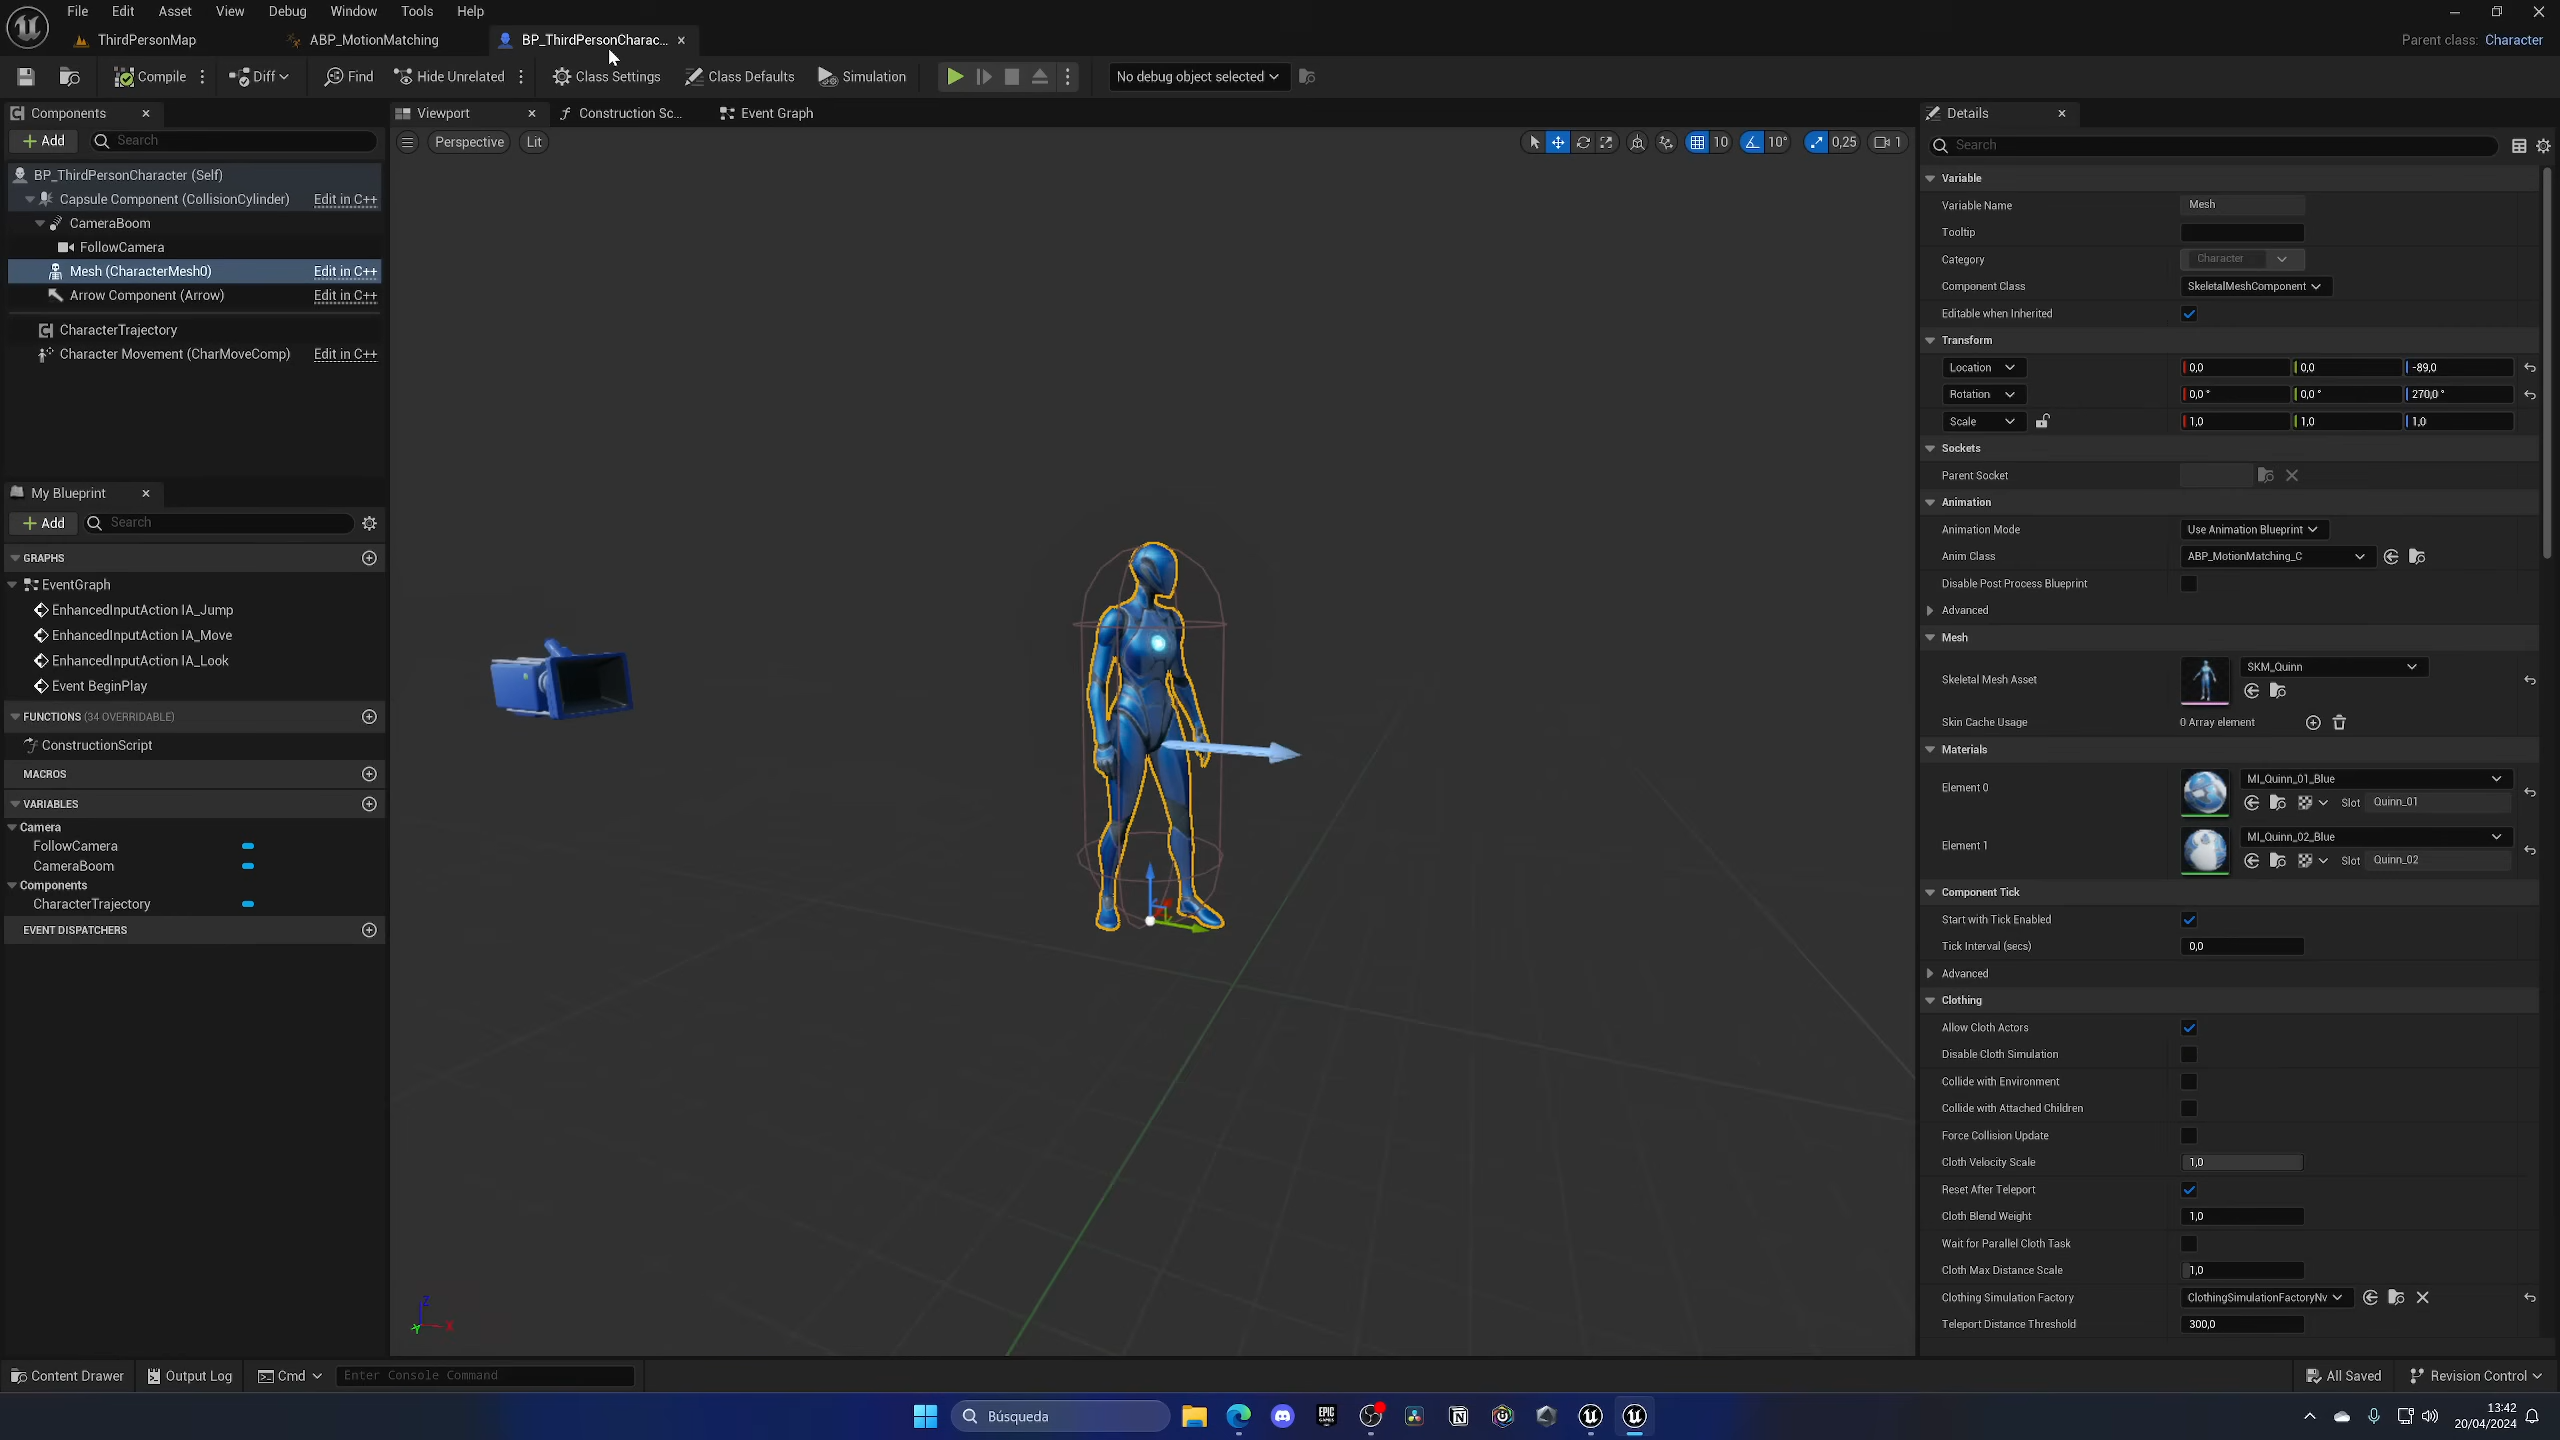 File Edit Asset View Debug Window Tools Help
ThirdPersonMap ABP_MotionMatching BP_ThirdPersonCharac... Parent class: Character
Compile Diff Find Hide Unrelated Class Settings Class Defaults Simulation No debug object selected
Components
Add Search
BP_ThirdPersonCharacter (Self)
Capsule Component (CollisionCylinder) Edit in C++
CameraBoom
FollowCamera
Mesh (CharacterMesh0) Edit in C++
Arrow Component (Arrow) Edit in C++
CharacterTrajectory
Character Movement (CharMoveComp) Edit in C++
My Blueprint
Add Search
GRAPHS
EventGraph
EnhancedInputAction IA_Jump
EnhancedInputAction IA_Move
EnhancedInputAction IA_Look
Event BeginPlay
FUNCTIONS (34 OVERRIDABLE)
ConstructionScript
MACROS
VARIABLES
Camera
FollowCamera
CameraBoom
Components
CharacterTrajectory
EVENT DISPATCHERS
Viewport Construction Sc... Event Graph
Perspective Lit 10 10° 0,25 1
Z
X
Y
Details
Search
Variable
Variable Name Mesh
Tooltip
Category Character
Component Class SkeletalMeshComponent
Editable when Inherited
Transform
Location 0,0 0,0 -89,0
Rotation 0,0 ° 0,0 ° 270,0 °
Scale 1,0 1,0 1,0
Sockets
Parent Socket
Animation
Animation Mode Use Animation Blueprint
Anim Class ABP_MotionMatching_C
Disable Post Process Blueprint
Advanced
Mesh
Skeletal Mesh Asset SKM_Quinn
Skin Cache Usage 0 Array element
Materials
Element 0 MI_Quinn_01_Blue
Slot Quinn_01
Element 1 MI_Quinn_02_Blue
Slot Quinn_02
Component Tick
Start with Tick Enabled
Tick Interval (secs) 0,0
Advanced
Clothing
Allow Cloth Actors
Disable Cloth Simulation
Collide with Environment
Collide with Attached Children
Force Collision Update
Cloth Velocity Scale 1,0
Reset After Teleport
Cloth Blend Weight 1,0
Wait for Parallel Cloth Task
Cloth Max Distance Scale 1,0
Clothing Simulation Factory ClothingSimulationFactoryNv
Teleport Distance Threshold 300,0
Content Drawer Output Log Cmd Enter Console Command All Saved Revision Control
Búsqueda EPIC GAMES 13:42
20/04/2024